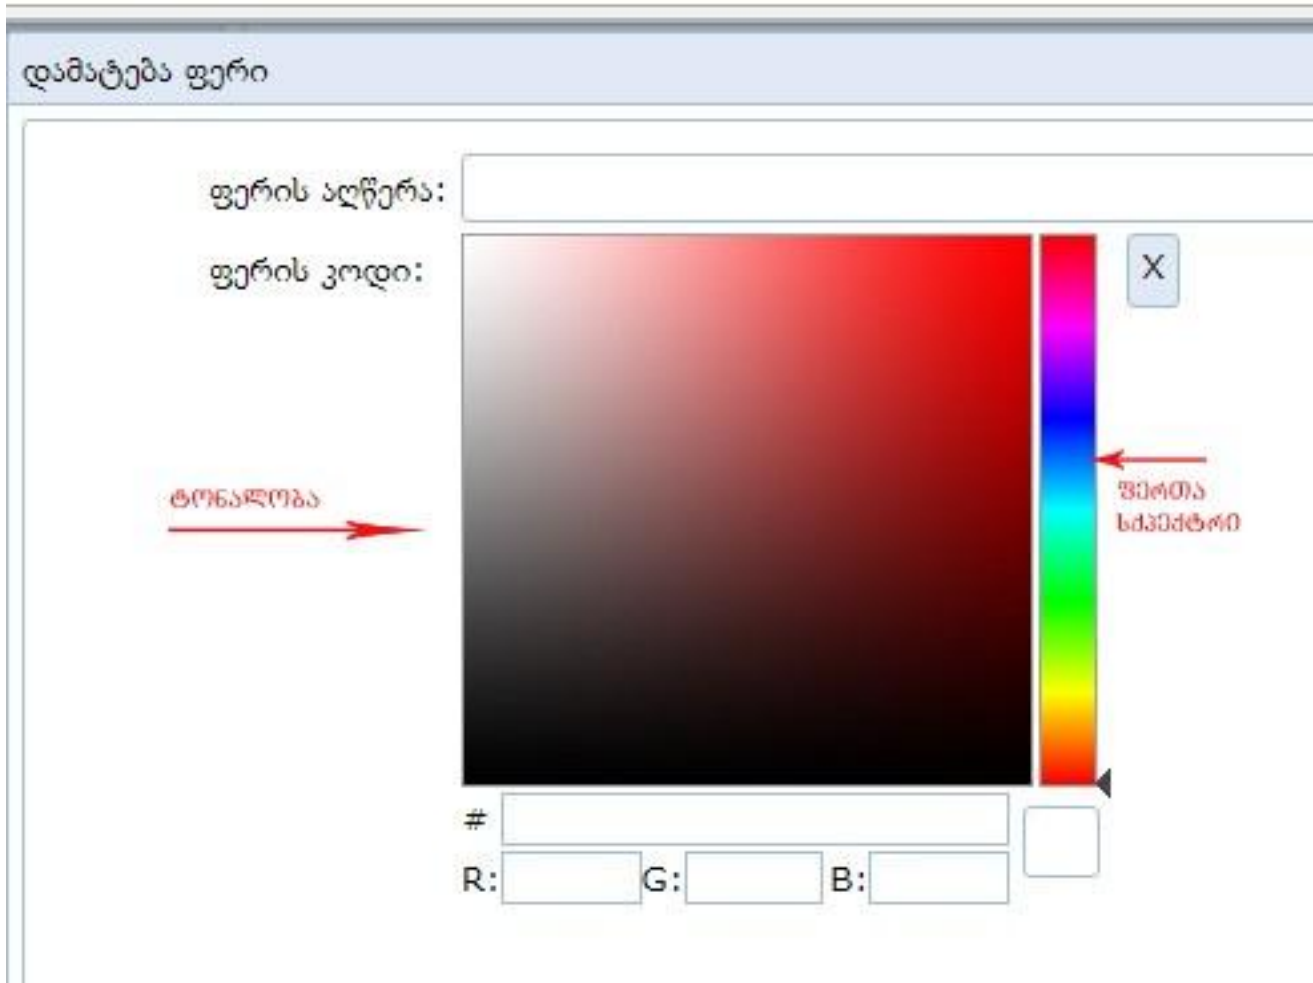 დამატება ფერი
ფერის აღწერა:
ფერის კოდი:
X
ტონალობა
ფერთა
სპექტრი
#
R:
G:
B: